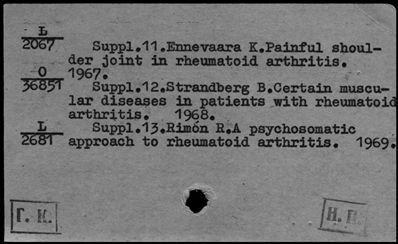 L
2067 Suppl.11.Ennevaara K.Painful shoul-
der joint in rheumatoid arthritis.
O 1967.
36851 Suppl.12.Strandberg B.Certain muscu-
lar diseases in patients with rheumatoid
arthritis. 1968.
L Suppl.13.Rimón R.A psychosomatic
2681 approach to rheumatoid arthritis. 1969.
Г. К.